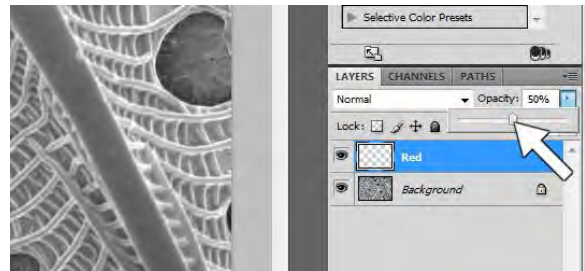 Selective Color Presets
LAYERS CHANNELS PATHS
Normal Opacity: 50%
Lock:
Red
Background